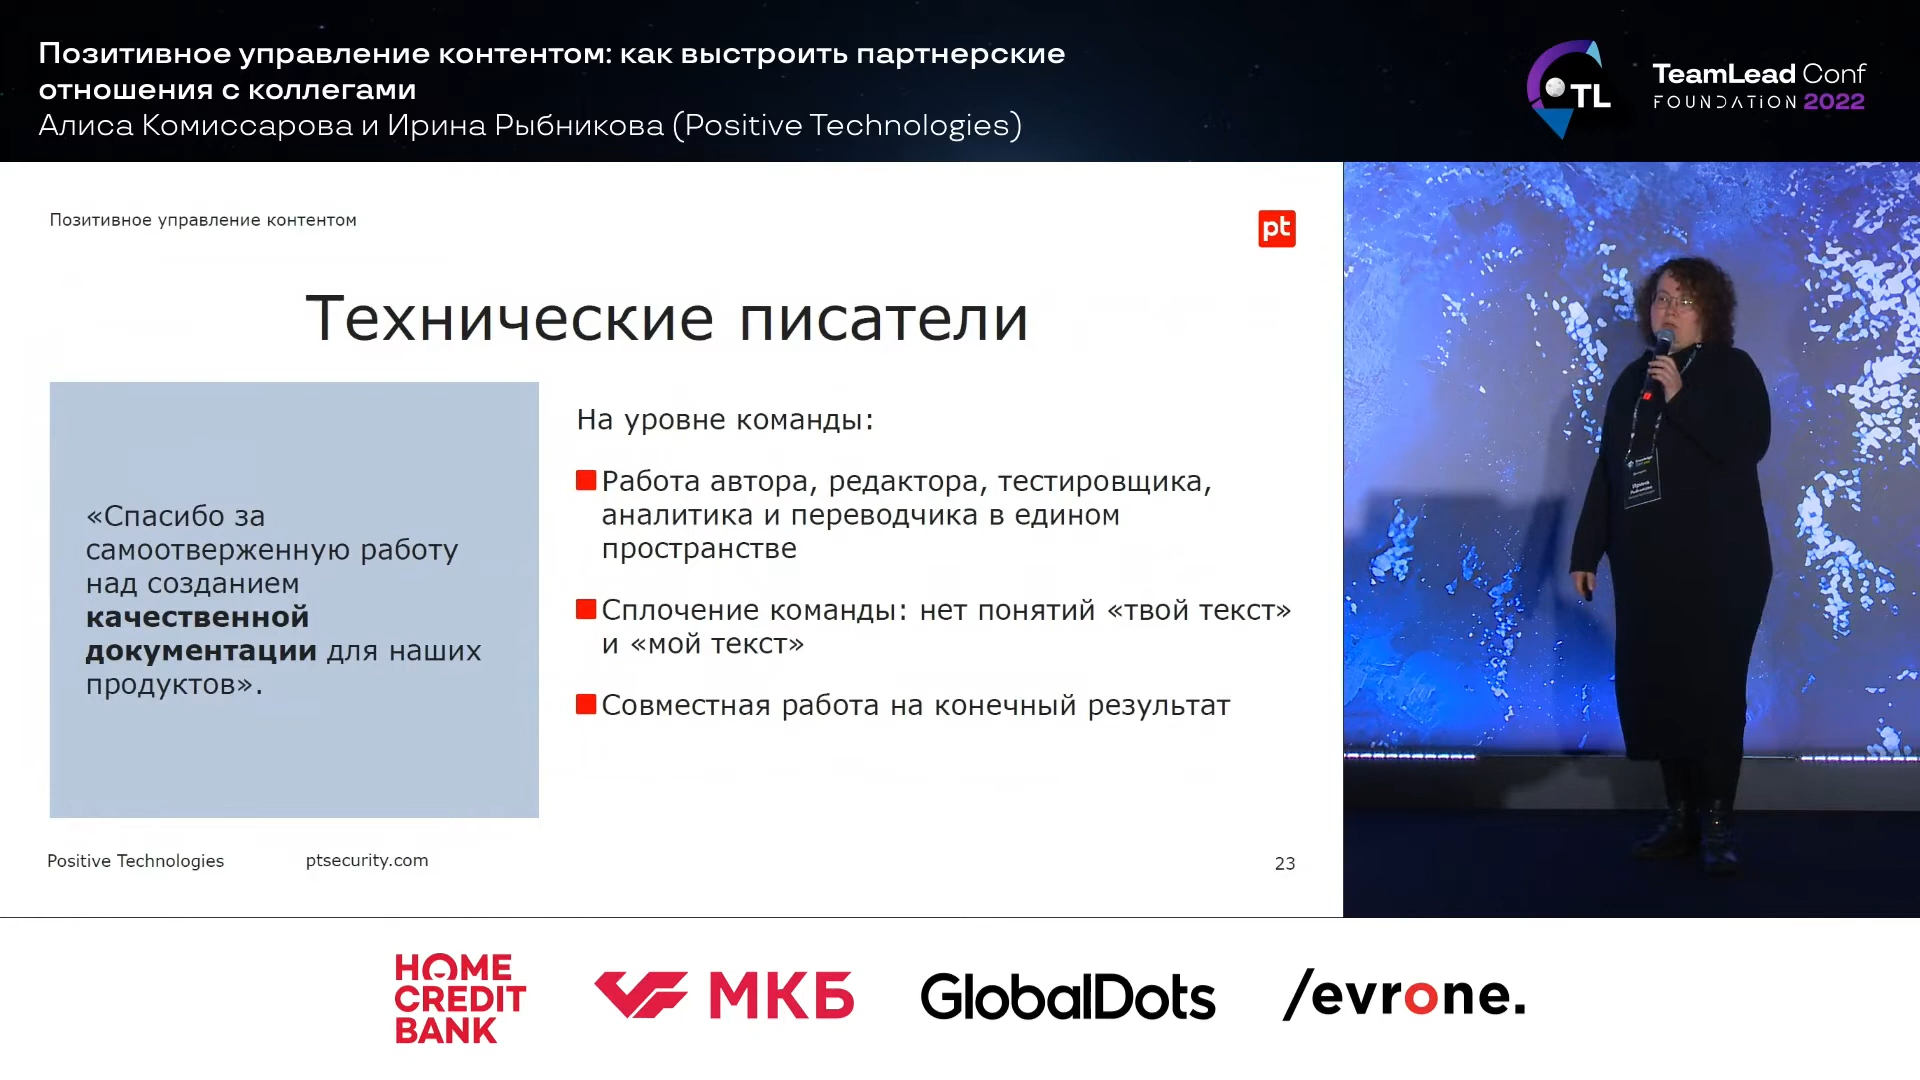 Позитивное управление контентом: как выстроить партнерские
отношения с коллегами
Алиса Комиссарова и Ирина Рыбникова (Positive Technologies)
TL
TeamLead Conf
FOUNDATION 2022
Позитивное управление контентом
pt
Технические писатели
«Спасибо за
самоотверженную работу
над созданием
качественной
документации для наших
продуктов».
На уровне команды:
Работа автора, редактора, тестировщика,
аналитика и переводчика в едином
пространстве
Сплочение команды: нет понятий «твой текст»
и «мой текст»
Совместная работа на конечный результат
Positive Technologies
ptsecurity.com
23
HOME
CREDIT
BANK
МКБ
GlobalDots
/evrone.